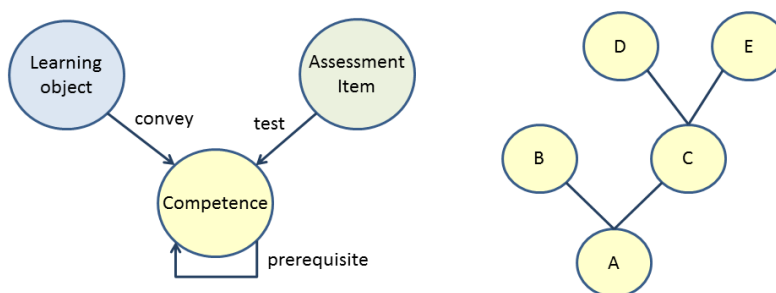 Learning
object
Assessment
Item
convey
test
Competence
prerequisite
D
E
B
C
A